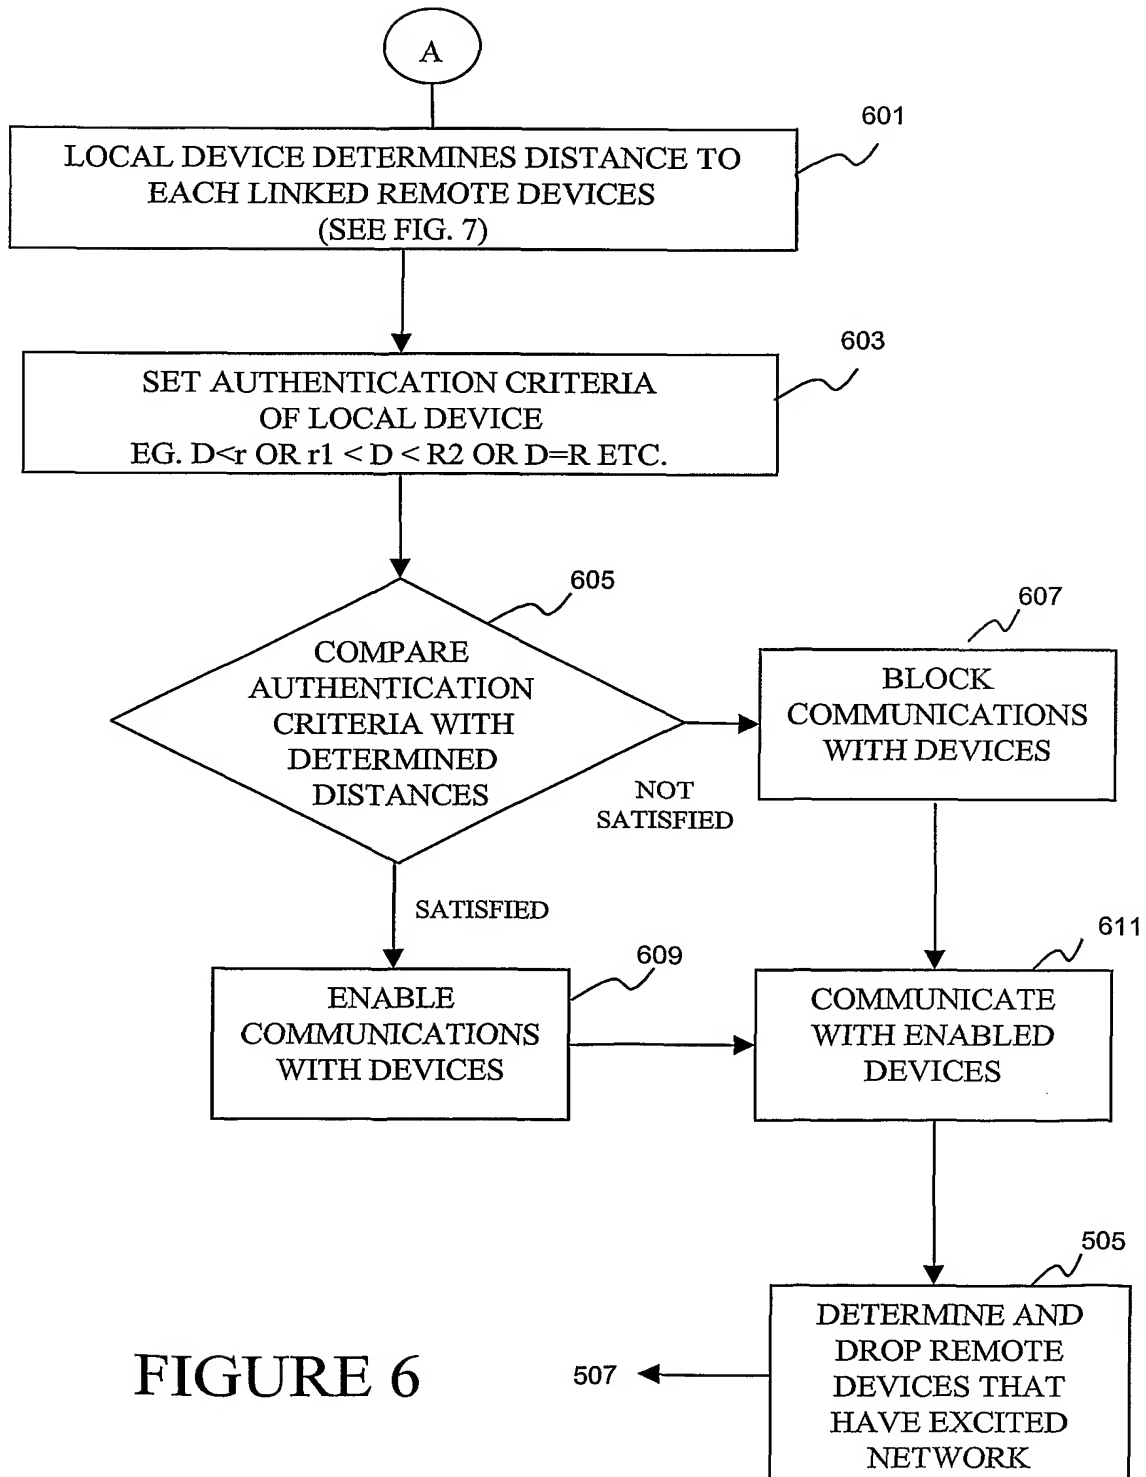 A
601
LOCAL DEVICE DETERMINES DISTANCE TO
EACH LINKED REMOTE DEVICES
(SEE FIG. 7)
603
SET AUTHENTICATION CRITERIA
OF LOCAL DEVICE
EG. D<r OR r1 < D < R2 OR D=R ETC.
605
COMPARE
AUTHENTICATION
CRITERIA WITH
DETERMINED
DISTANCES
607
BLOCK
COMMUNICATIONS
WITH DEVICES
NOT
SATISFIED
SATISFIED
609
ENABLE
COMMUNICATIONS
WITH DEVICES
611
COMMUNICATE
WITH ENABLED
DEVICES
505
DETERMINE AND
DROP REMOTE
DEVICES THAT
HAVE EXCITED
NETWORK
507
FIGURE 6